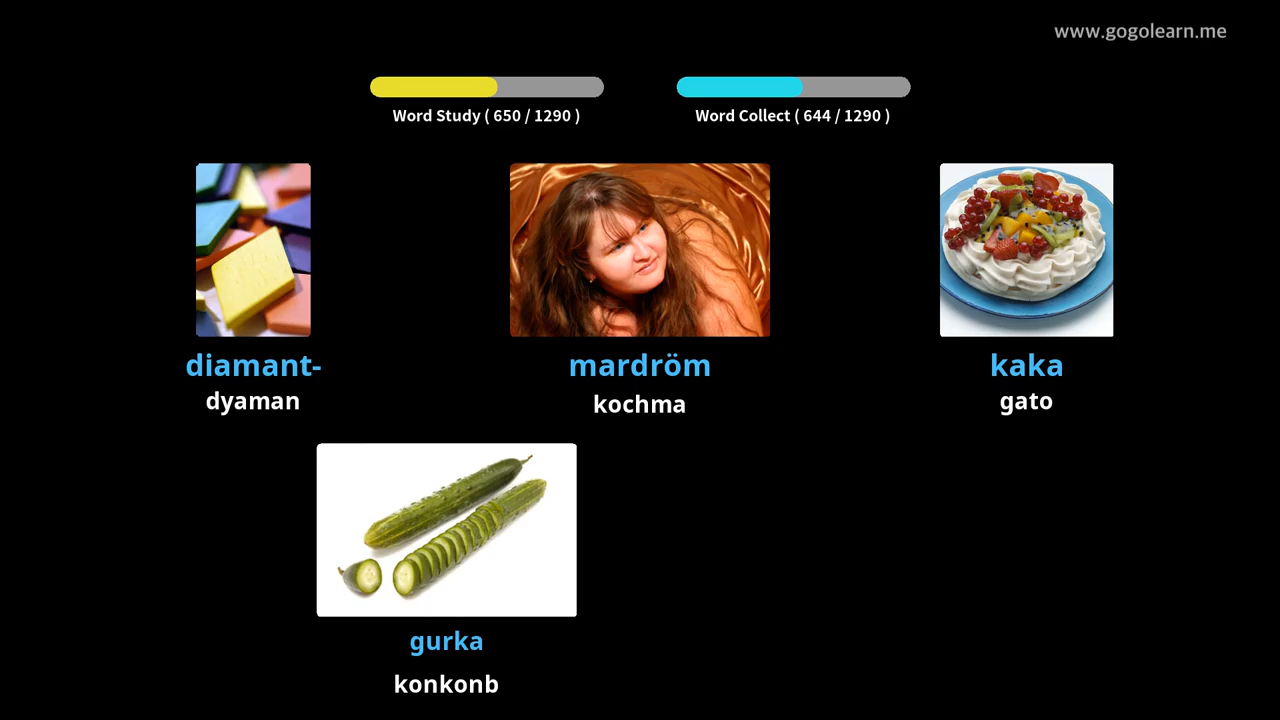 www.gogolearn.me
Word Study ( 650 / 1290 )
Word Collect ( 644 / 1290 )
diamant-
dyaman
mardröm
kochma
kaka
gato
gurka
konkonb